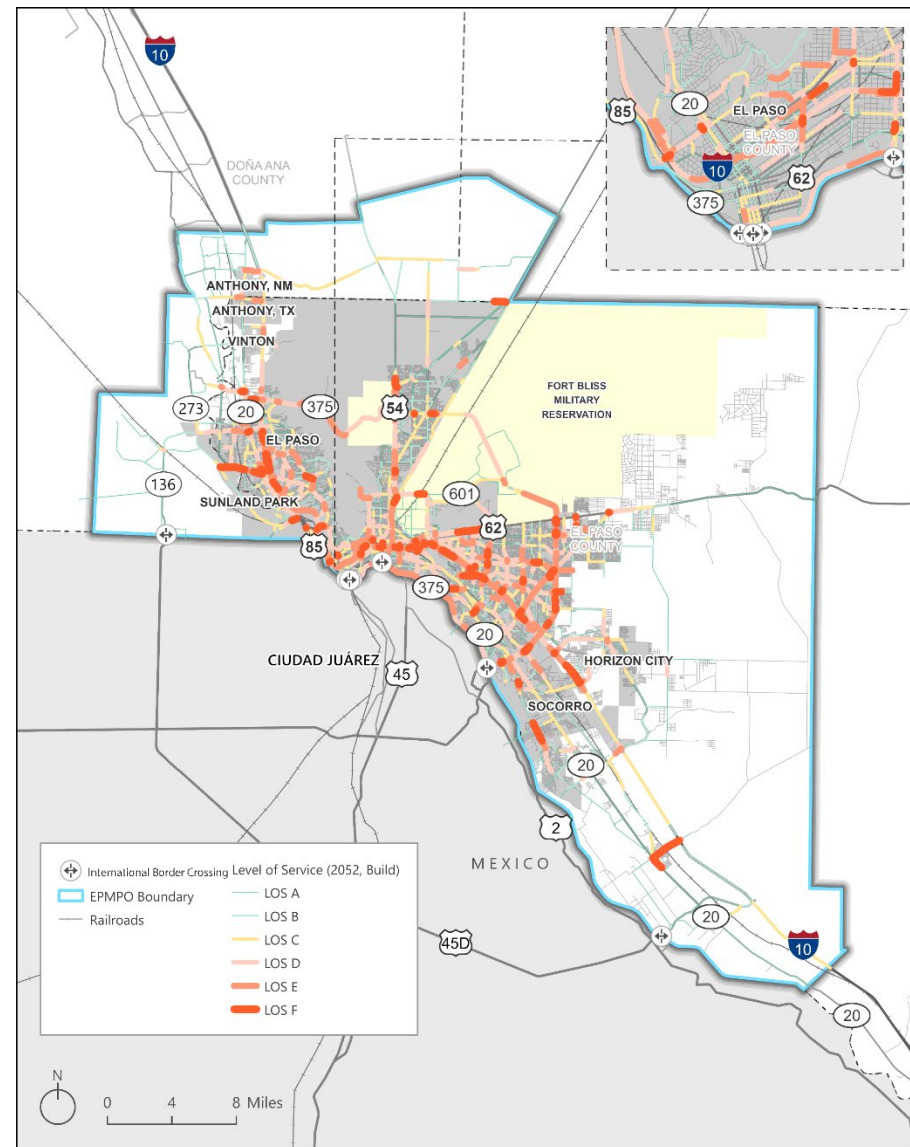 10
DOÑA ANA
COUNTY
ANTHONY, NM
ANTHONY, TX
VINTON
273
20
375
54
EL PASO
136
SUNLAND PARK
85
601
62
FORT BLISS
MILITARY
RESERVATION
EL PASO
COUNTY
375
20
CIUDAD JUÁREZ
45
HORIZON CITY
SOCORRO
20
2
MEXICO
45D
20
10
20
85
20
EL PASO
EL PASO
COUNTY
10
62
375
International Border Crossing
EPMPO Boundary
Railroads
Level of Service (2052, Build)
LOS A
LOS B
LOS C
LOS D
LOS E
LOS F
N
0 4 8 Miles